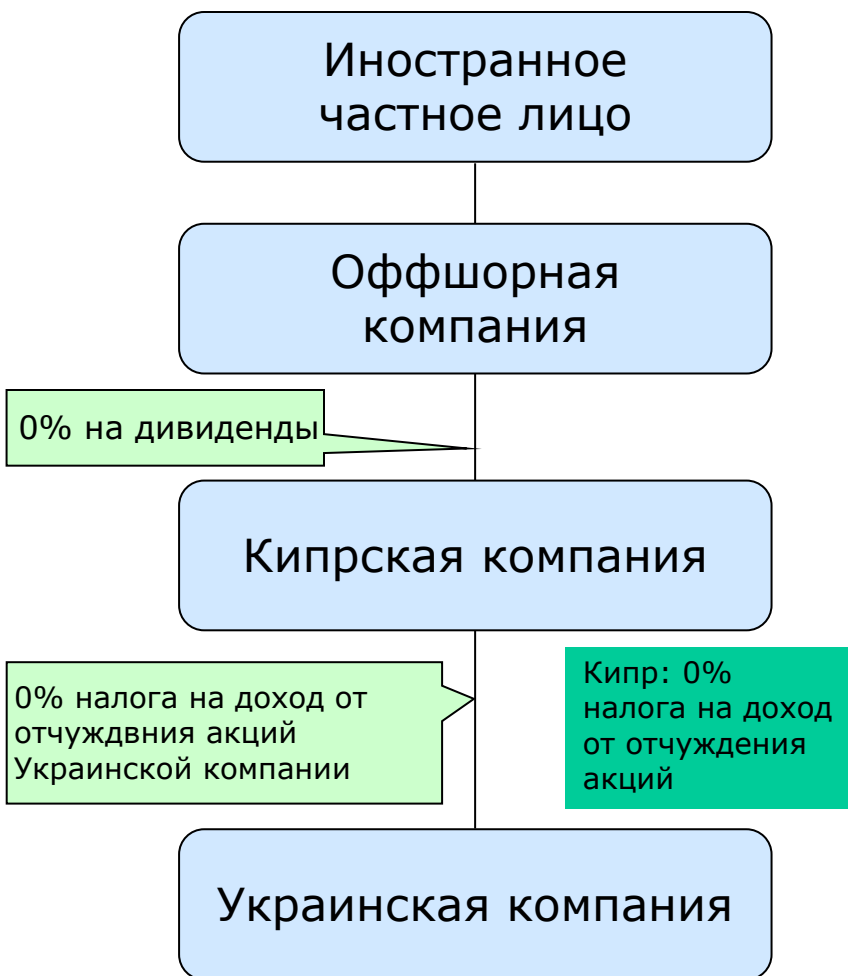 Иностранное
частное лицо
Оффшорная
компания
0% на дивиденды
Кипрская компания
0% налога на доход от
отчуждвния акций
Украинской компании
Кипр: 0%
налога на доход
от отчуждения
акций
Украинская компания